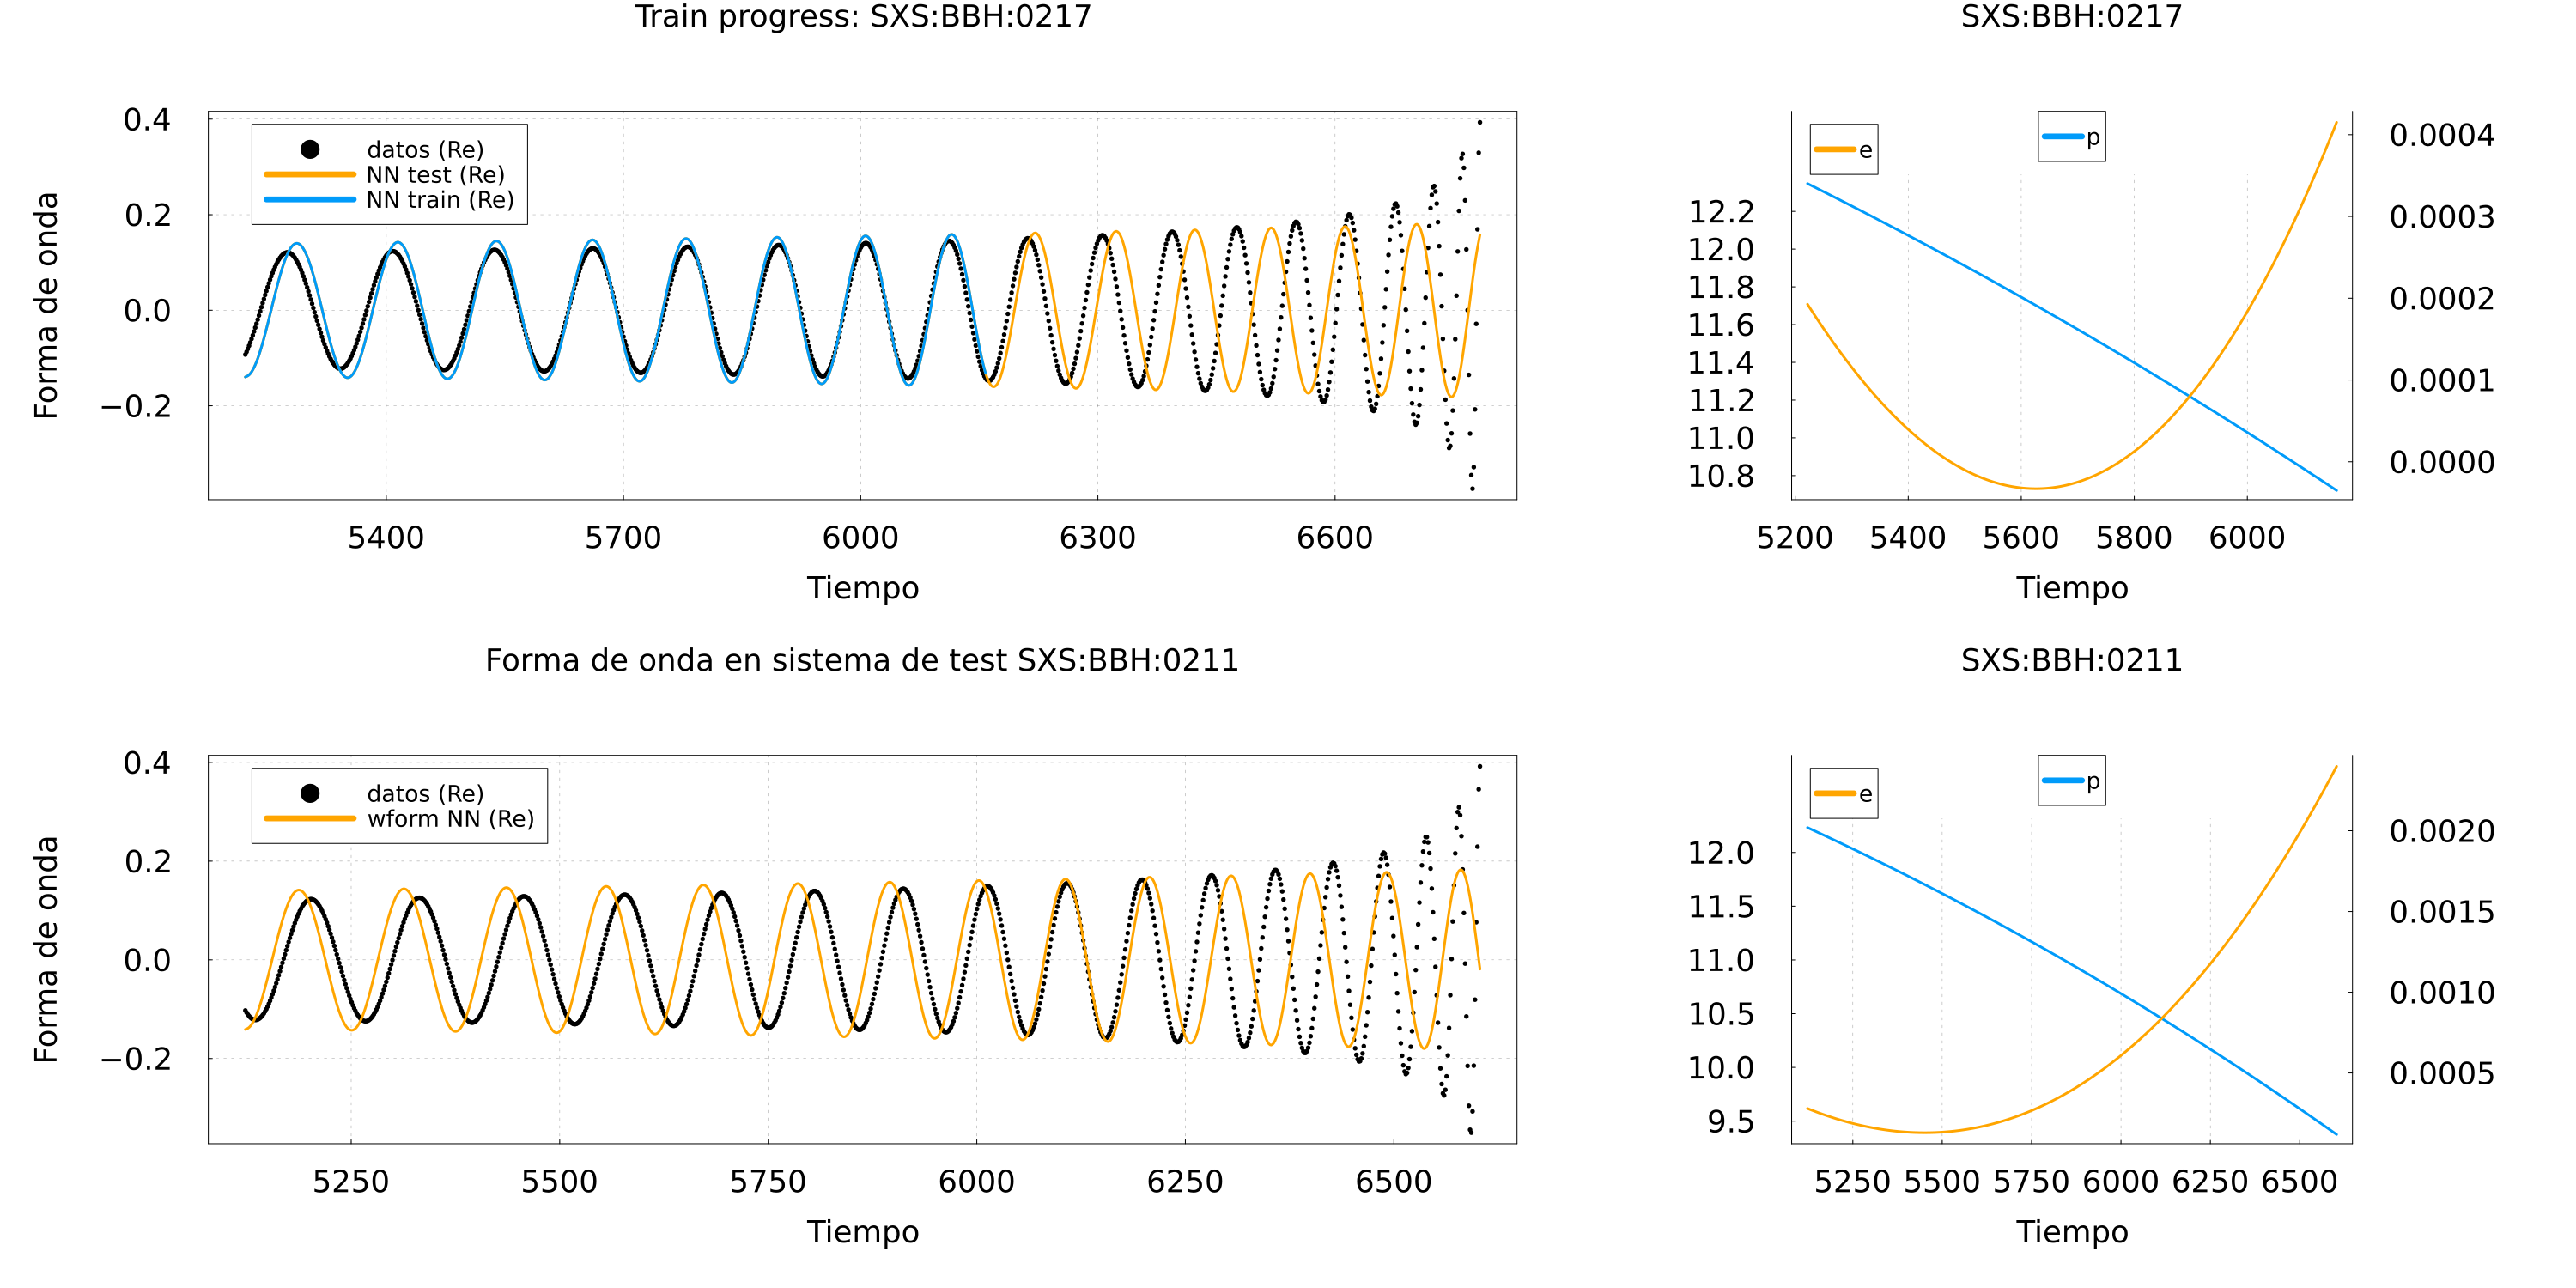 Train progress: SXS:BBH:0217
Forma de onda
0.4
0.2
0.0
−0.2
datos (Re)
NN test (Re)
NN train (Re)
5400 5700 6000 6300 6600
Tiempo
SXS:BBH:0217
e
p
12.2
12.0
11.8
11.6
11.4
11.2
11.0
10.8
0.0004
0.0003
0.0002
0.0001
0.0000
5200 5400 5600 5800 6000
Tiempo
Forma de onda en sistema de test SXS:BBH:0211
Forma de onda
0.4
0.2
0.0
−0.2
datos (Re)
wform NN (Re)
5250 5500 5750 6000 6250 6500
Tiempo
SXS:BBH:0211
e
p
12.0
11.5
11.0
10.5
10.0
9.5
0.0020
0.0015
0.0010
0.0005
5250 5500 5750 6000 6250 6500
Tiempo